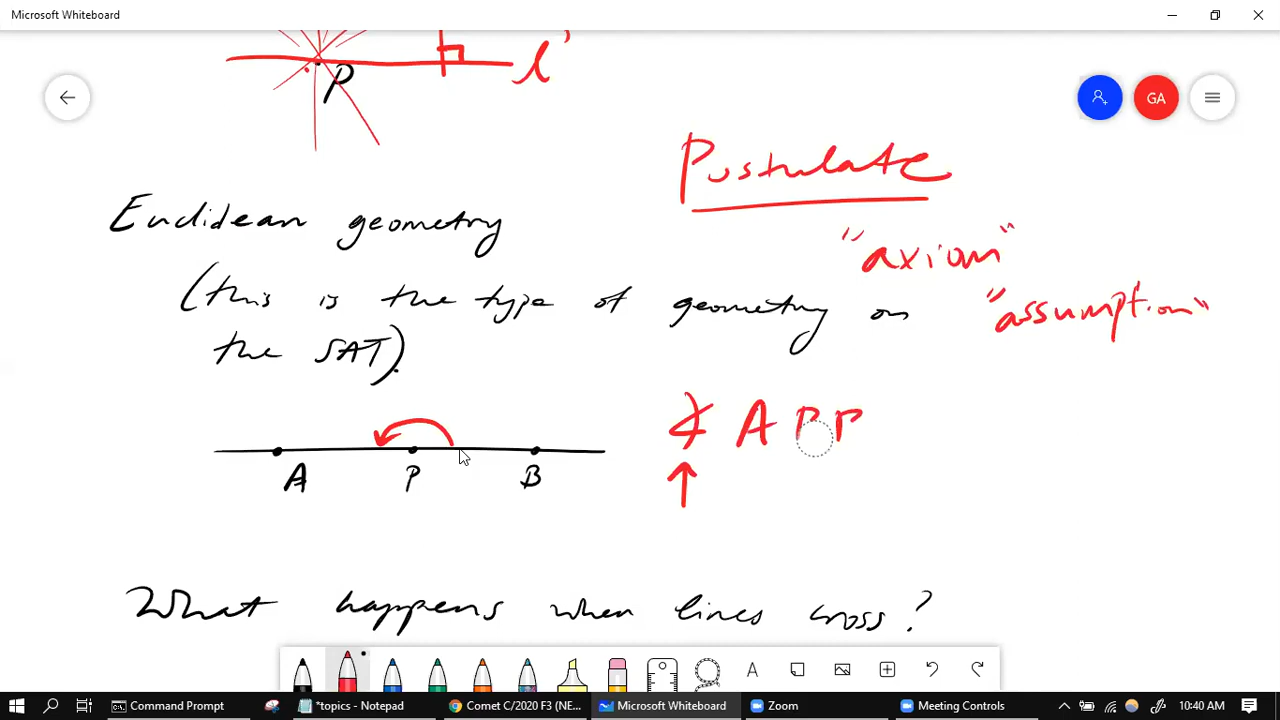 Microsoft Whiteboard
l'
P
GA
Postulate
Euclidean geometry
"axiom"
(this is the type of geometry on
"assumption"
the SAT).
∢ A P P
A P B
What happens when lines cross?
A
Command Prompt
*topics - Notepad
Comet C/2020 F3 (NE...
Microsoft Whiteboard
Zoom
Meeting Controls
10:40 AM